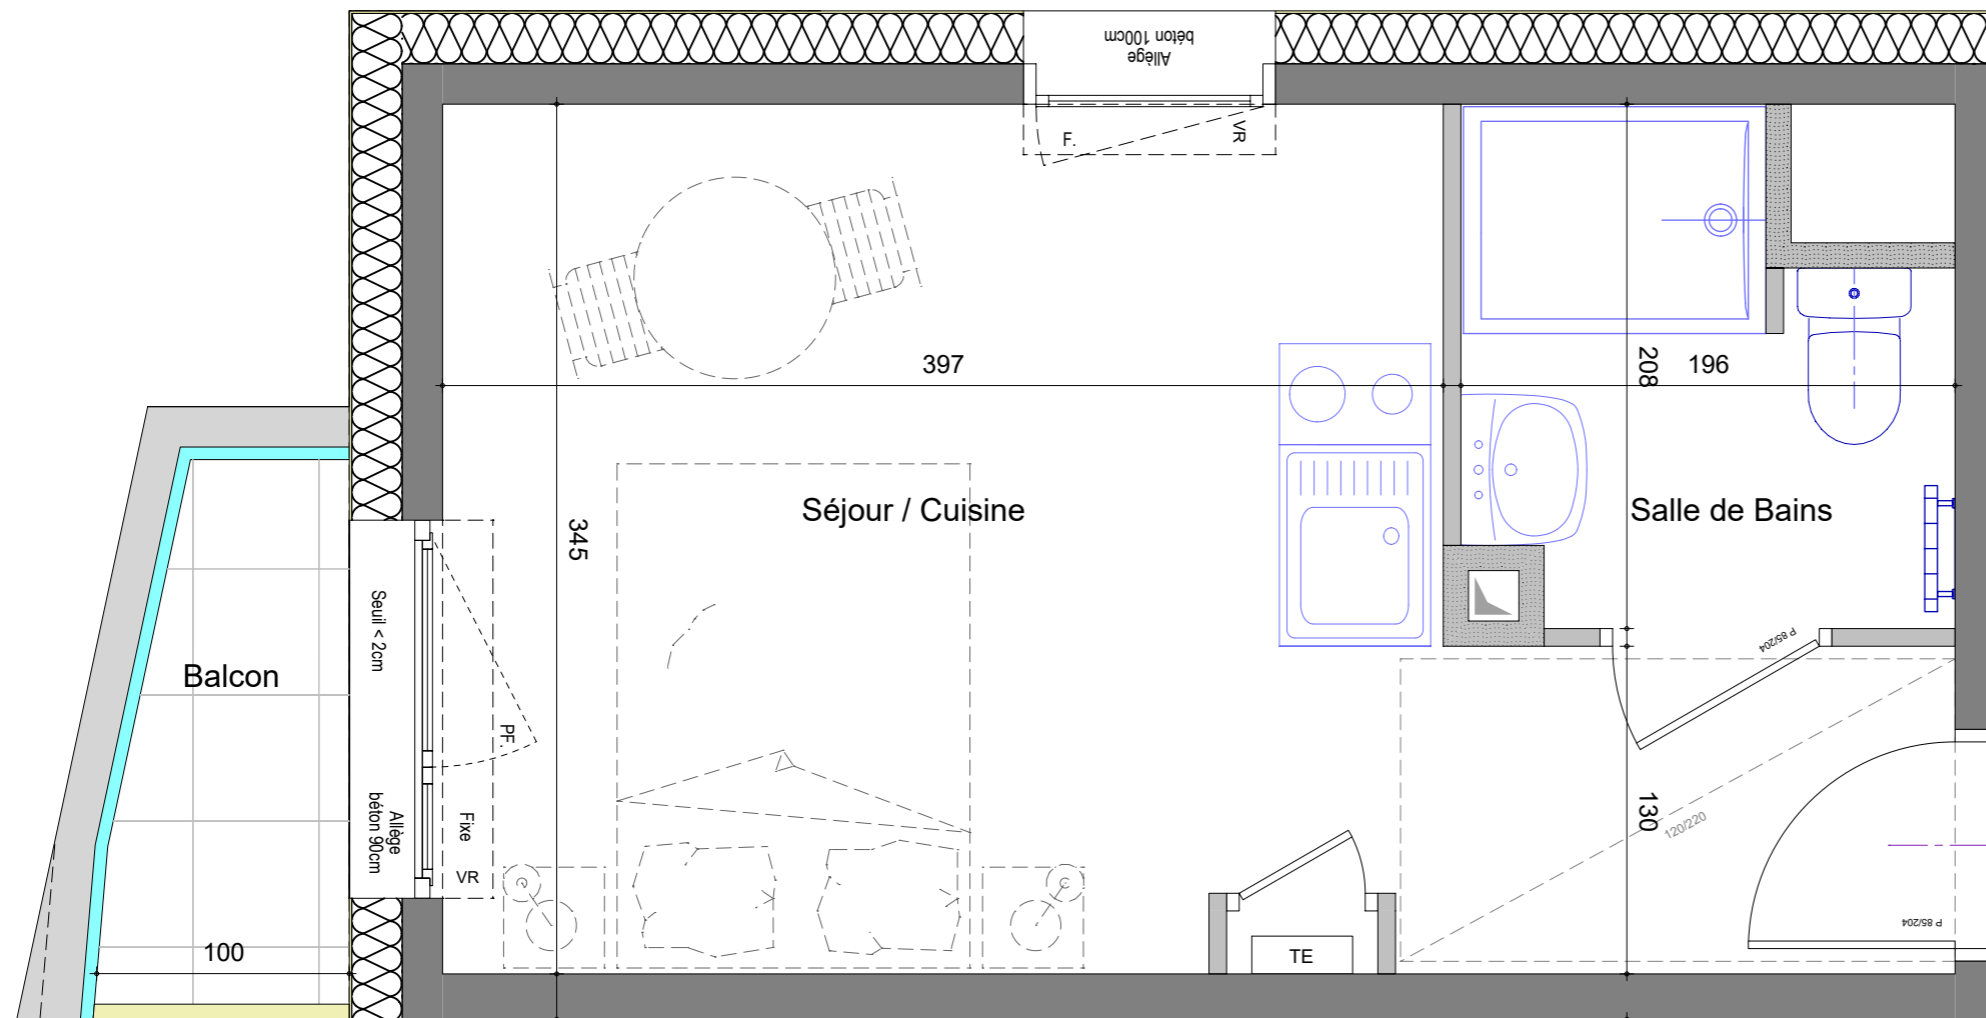 Allège
béton 100cm
F.
VR
397
208
196
345
Séjour / Cuisine
Salle de Bains
Seuil < 2cm
Balcon
PF.
P 85/204
Allège
béton 90cm
Fixe
VR
130
120/220
P 85/204
100
TE